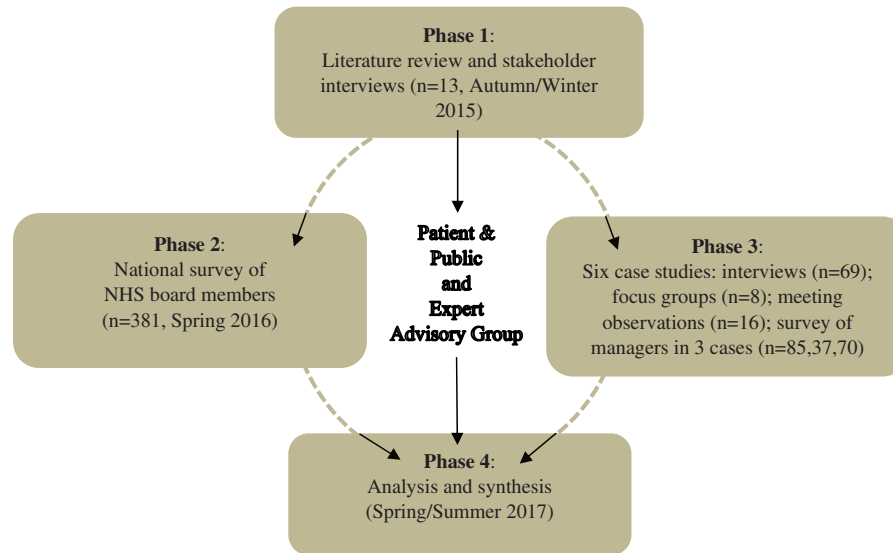 Phase 1:
Literature review and stakeholder
interviews (n=13, Autumn/Winter
2015)
Phase 2:
National survey of
NHS board members
(n=381, Spring 2016)
Patient &
Public
and
Expert
Advisory Group
Phase 3:
Six case studies: interviews (n=69);
focus groups (n=8); meeting
observations (n=16); survey of
managers in 3 cases (n=85,37,70)
Phase 4:
Analysis and synthesis
(Spring/Summer 2017)